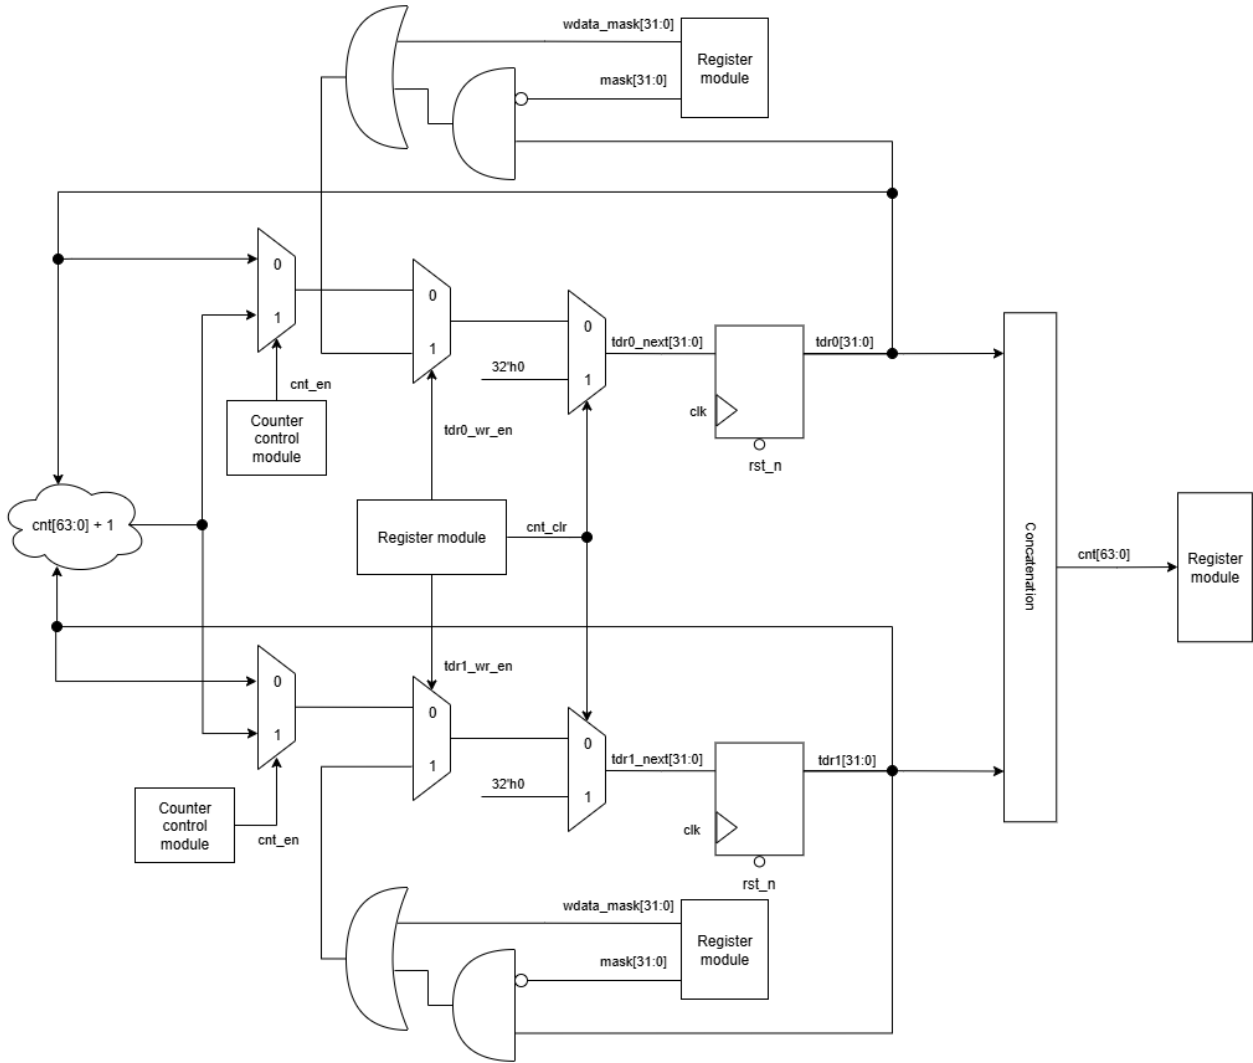 wdata_mask[31:0]
Register
module
mask[31:0]
0
1
cnt_en
Counter
control
module
0
1
tdr0_wr_en
32'h0
0
1
tdr0_next[31:0]
clk
rst_n
tdr0[31:0]
cnt[63:0] + 1
Register module
cnt_clr
Concatenation
cnt[63:0]
Register
module
0
1
Counter
control
module
cnt_en
tdr1_wr_en
0
1
32'h0
0
1
tdr1_next[31:0]
clk
rst_n
tdr1[31:0]
wdata_mask[31:0]
Register
module
mask[31:0]